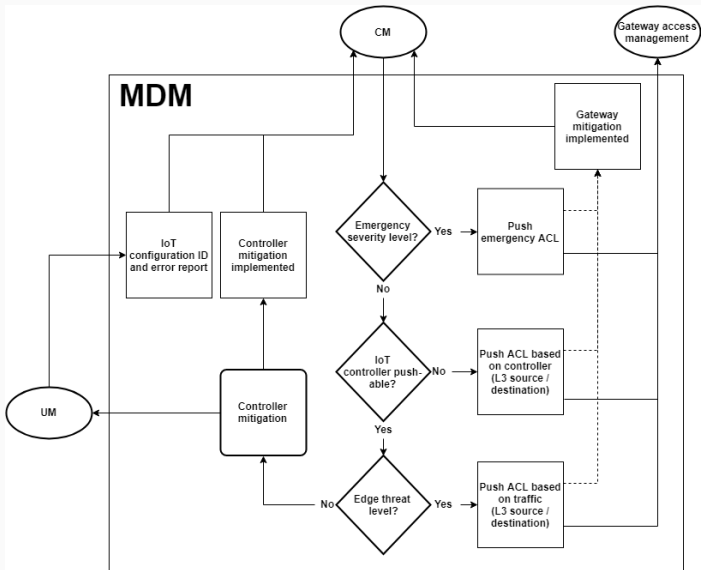 CM
Gateway access
management
MDM
Gateway
mitigation
implemented
IoT
configuration ID
and error report
Controller
mitigation
implemented
Emergency
severity level?
Yes
Push
emergency ACL
No
IoT
controller push-
able?
No
Push ACL based
on controller
(L3 source /
destination)
UM
Controller
mitigation
Yes
No
Edge threat
level?
Yes
Push ACL based
on traffic
(L3 source /
destination)